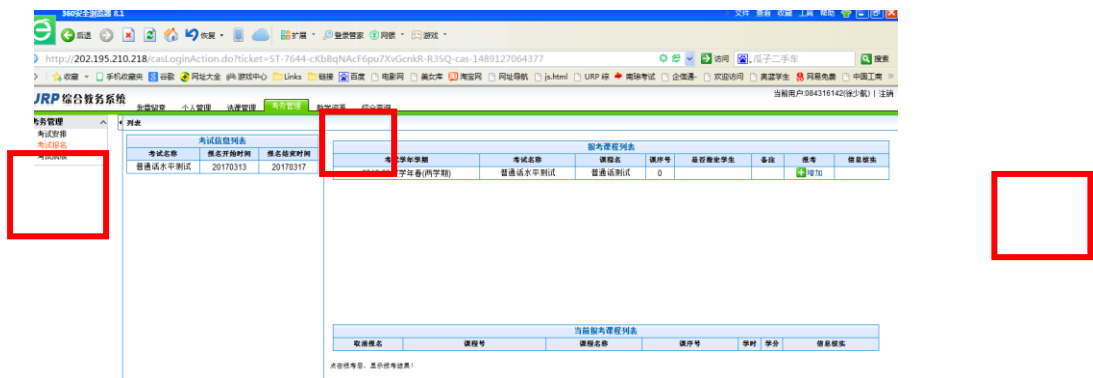 360安全浏览器 8.1 文件 查看 收藏 工具 帮助
后退 恢复 扩展 登录管家 网银 游戏
http://202.195.210.218/casLoginAction.do?ticket=ST-7644-cKbBqNAcF6pu7XvGcnkR-R3SQ-cas-1489127064377 访问 瓜子二手车 搜索
收藏 手机收藏夹 谷歌 网址大全 游戏中心 Links 链接 百度 电影网 美女库 淘宝网 网址导航 js.html URP 综 南琼考试 企信通- 欢迎访问 奥蓝学生 网易免费 中国工商
URP 综合教务系统 个人管理 选课管理 考务管理 综合查询 当前用户:084316142(徐少航) | 注销
考务管理 列表
考试安排
考试报名
考试信息列表
考试名称 报名开始时间 报名结束时间
普通话水平测试 20170313 20170317
报考课程列表
考试学年学期 考试名称 课程名 课序号 是否指定学生 备注 报考 信息核实
学年春(两学期) 普通话水平测试 普通话测试 0 增加
当前报考课程列表
取消报名 课程号 课程名称 课序号 学时 学分 信息核实
点击报考后，显示报考结果!